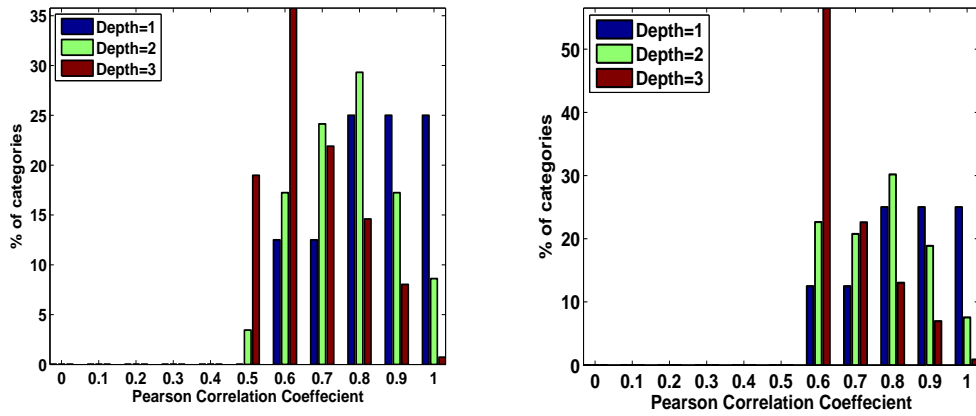 Depth=1
Depth=2
Depth=3
35
30
25
20
15
10
5
0
% of categories
0 0.1 0.2 0.3 0.4 0.5 0.6 0.7 0.8 0.9 1
Pearson Correlation Coeffecient
Depth=1
Depth=2
Depth=3
50
40
30
20
10
0
% of categories
0 0.1 0.2 0.3 0.4 0.5 0.6 0.7 0.8 0.9 1
Pearson Correlation Coeffecient